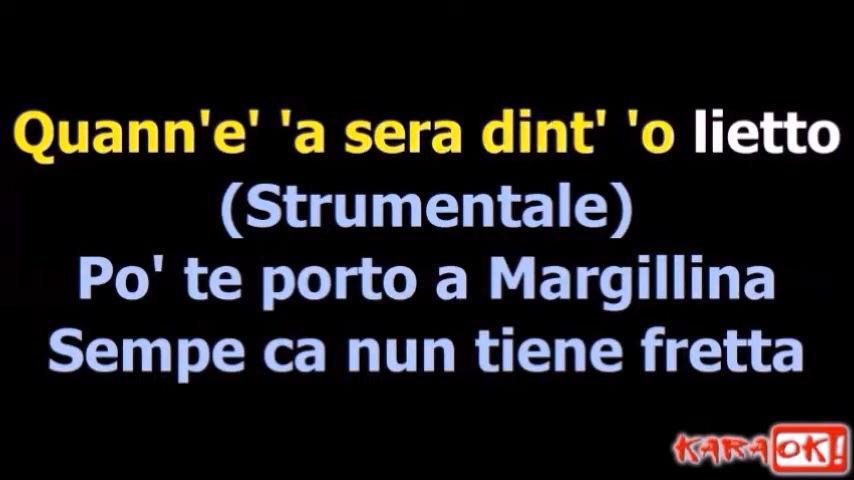 Quann'e' 'a sera dint' 'o lietto
(Strumentale)
Po' te porto a Margillina
Sempe ca nun tiene fretta
KARAOK!